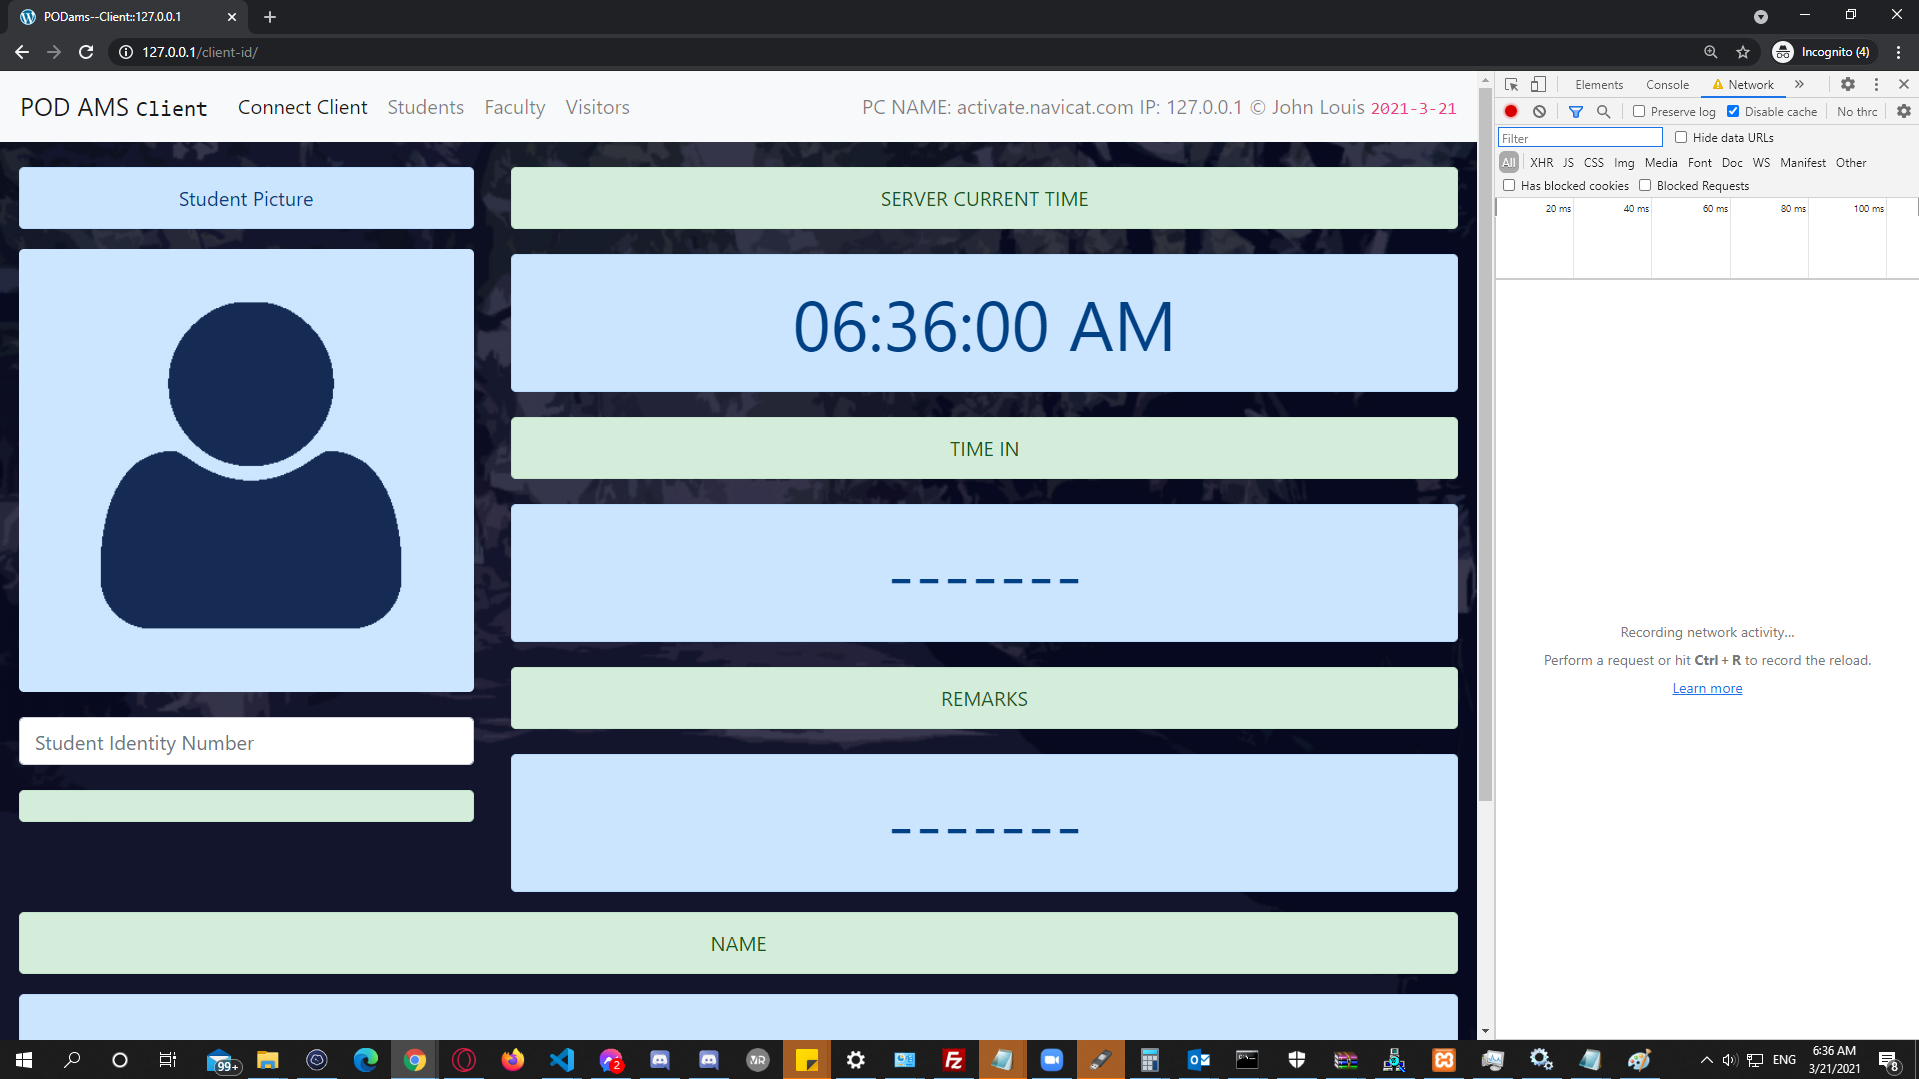 PODams--Client::127.0.0.1
127.0.0.1/client-id/
Incognito (4)
POD AMS Client
Connect Client
Students
Faculty
Visitors
PC NAME: activate.navicat.com IP: 127.0.0.1 © John Louis 2021-3-21
Student Picture
Student Identity Number
SERVER CURRENT TIME
06:36:00 AM
TIME IN
-------
REMARKS
-------
NAME
Elements
Console
Network
Preserve log
Disable cache
No thrc
Filter
Hide data URLs
All
XHR
JS
CSS
Img
Media
Font
Doc
WS
Manifest
Other
Has blocked cookies
Blocked Requests
20 ms
40 ms
60 ms
80 ms
100 ms
Recording network activity...
Perform a request or hit Ctrl + R to record the reload.
Learn more
99+
2
ENG
6:36 AM
3/21/2021
8